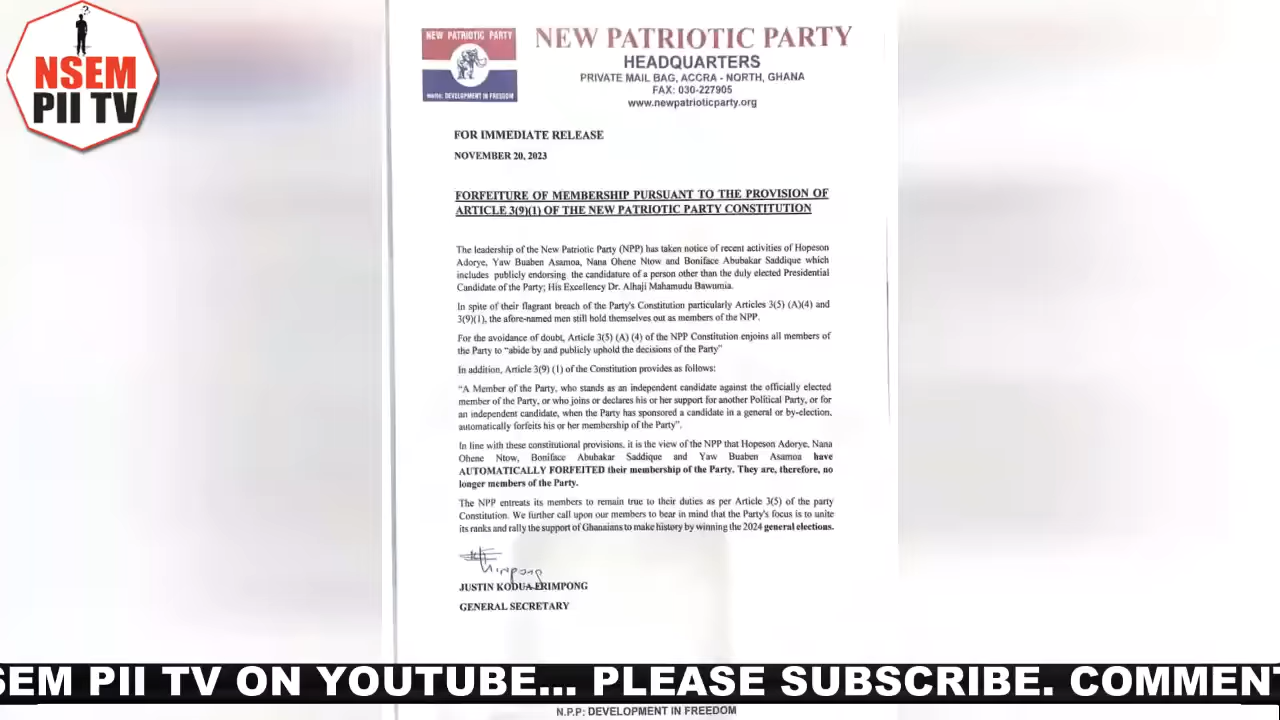 NSEM
PII TV
NEW PATRIOTIC PARTY
Motto: DEVELOPMENT IN FREEDOM
NEW PATRIOTIC PARTY
HEADQUARTERS
PRIVATE MAIL BAG, ACCRA - NORTH, GHANA
FAX: 030-227905
www.newpatrioticparty.org
FOR IMMEDIATE RELEASE
NOVEMBER 20, 2023
FORFEITURE OF MEMBERSHIP PURSUANT TO THE PROVISION OF
ARTICLE 3(9)(1) OF THE NEW PATRIOTIC PARTY CONSTITUTION
The leadership of the New Patriotic Party (NPP) has taken notice of recent activities of Hopeson
Adorye, Yaw Buaben Asamoa, Nana Ohene Ntow and Boniface Abubakar Saddique which
includes publicly endorsing the candidature of a person other than the duly elected Presidential
Candidate of the Party; His Excellency Dr. Alhaji Mahamudu Bawumia.
In spite of their flagrant breach of the Party's Constitution particularly Articles 3(5) (A)(4) and
3(9)(1), the afore-named men still hold themselves out as members of the NPP.
For the avoidance of doubt, Article 3(5) (A) (4) of the NPP Constitution enjoins all members of
the Party to "abide by and publicly uphold the decisions of the Party"
In addition, Article 3(9) (1) of the Constitution provides as follows:
"A Member of the Party, who stands as an independent candidate against the officially elected
member of the Party, or who joins or declares his or her support for another Political Party, or for
an independent candidate, when the Party has sponsored a candidate in a general or by-election,
automatically forfeits his or her membership of the Party".
In line with these constitutional provisions, it is the view of the NPP that Hopeson Adorye, Nana
Ohene Ntow, Boniface Abubakar Saddique and Yaw Buaben Asamoa have
AUTOMATICALLY FORFEITED their membership of the Party. They are, therefore, no
longer members of the Party.
The NPP entreats its members to remain true to their duties as per Article 3(5) of the party
Constitution. We further call upon our members to bear in mind that the Party's focus is to unite
its ranks and rally the support of Ghanaians to make history by winning the 2024 general elections.
JUSTIN KODUA FRIMPONG
GENERAL SECRETARY
SEM PII TV ON YOUTUBE... PLEASE SUBSCRIBE. COMMENT
N.P.P: DEVELOPMENT IN FREEDOM